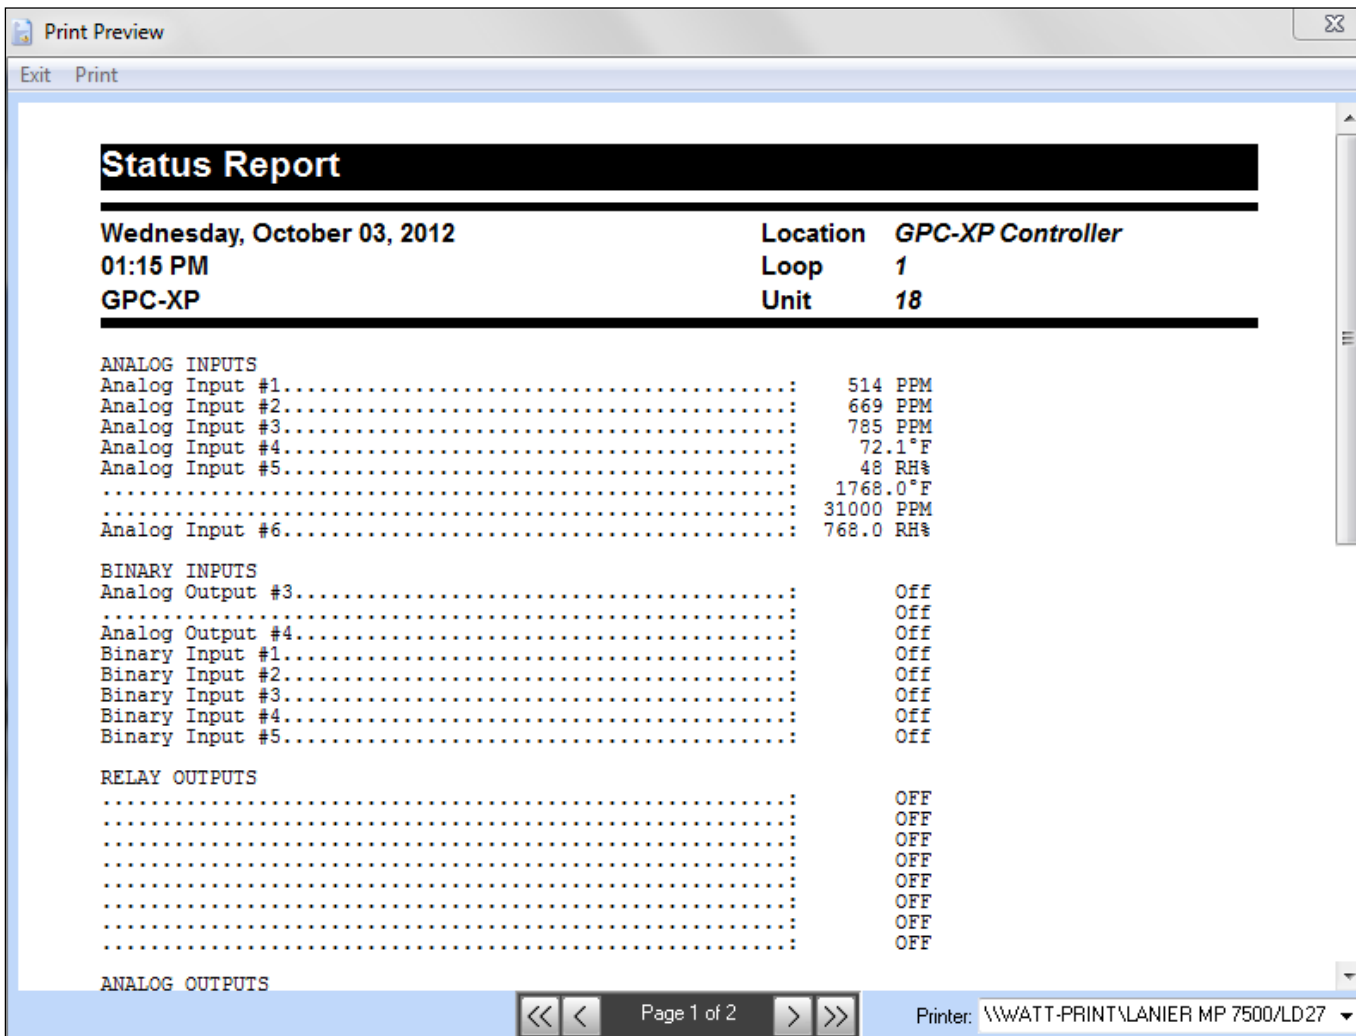 Print Preview
Exit Print
Status Report
Wednesday, October 03, 2012 Location GPC-XP Controller
01:15 PM Loop 1
GPC-XP Unit 18
ANALOG INPUTS
Analog Input #1..........................................: 514 PPM
Analog Input #2..........................................: 669 PPM
Analog Input #3..........................................: 785 PPM
Analog Input #4..........................................: 72.1°F
Analog Input #5..........................................: 48 RH%
.........................................................: 1768.0°F
.........................................................: 31000 PPM
Analog Input #6..........................................: 768.0 RH%
BINARY INPUTS
Analog Output #3.........................................: Off
.........................................................: Off
Analog Output #4.........................................: Off
Binary Input #1..........................................: Off
Binary Input #2..........................................: Off
Binary Input #3..........................................: Off
Binary Input #4..........................................: Off
Binary Input #5..........................................: Off
RELAY OUTPUTS
.........................................................: OFF
.........................................................: OFF
.........................................................: OFF
.........................................................: OFF
.........................................................: OFF
.........................................................: OFF
.........................................................: OFF
.........................................................: OFF
ANALOG OUTPUTS
<< < Page 1 of 2 > >> Printer: \\WATT-PRINT\LANIER MP 7500/LD27